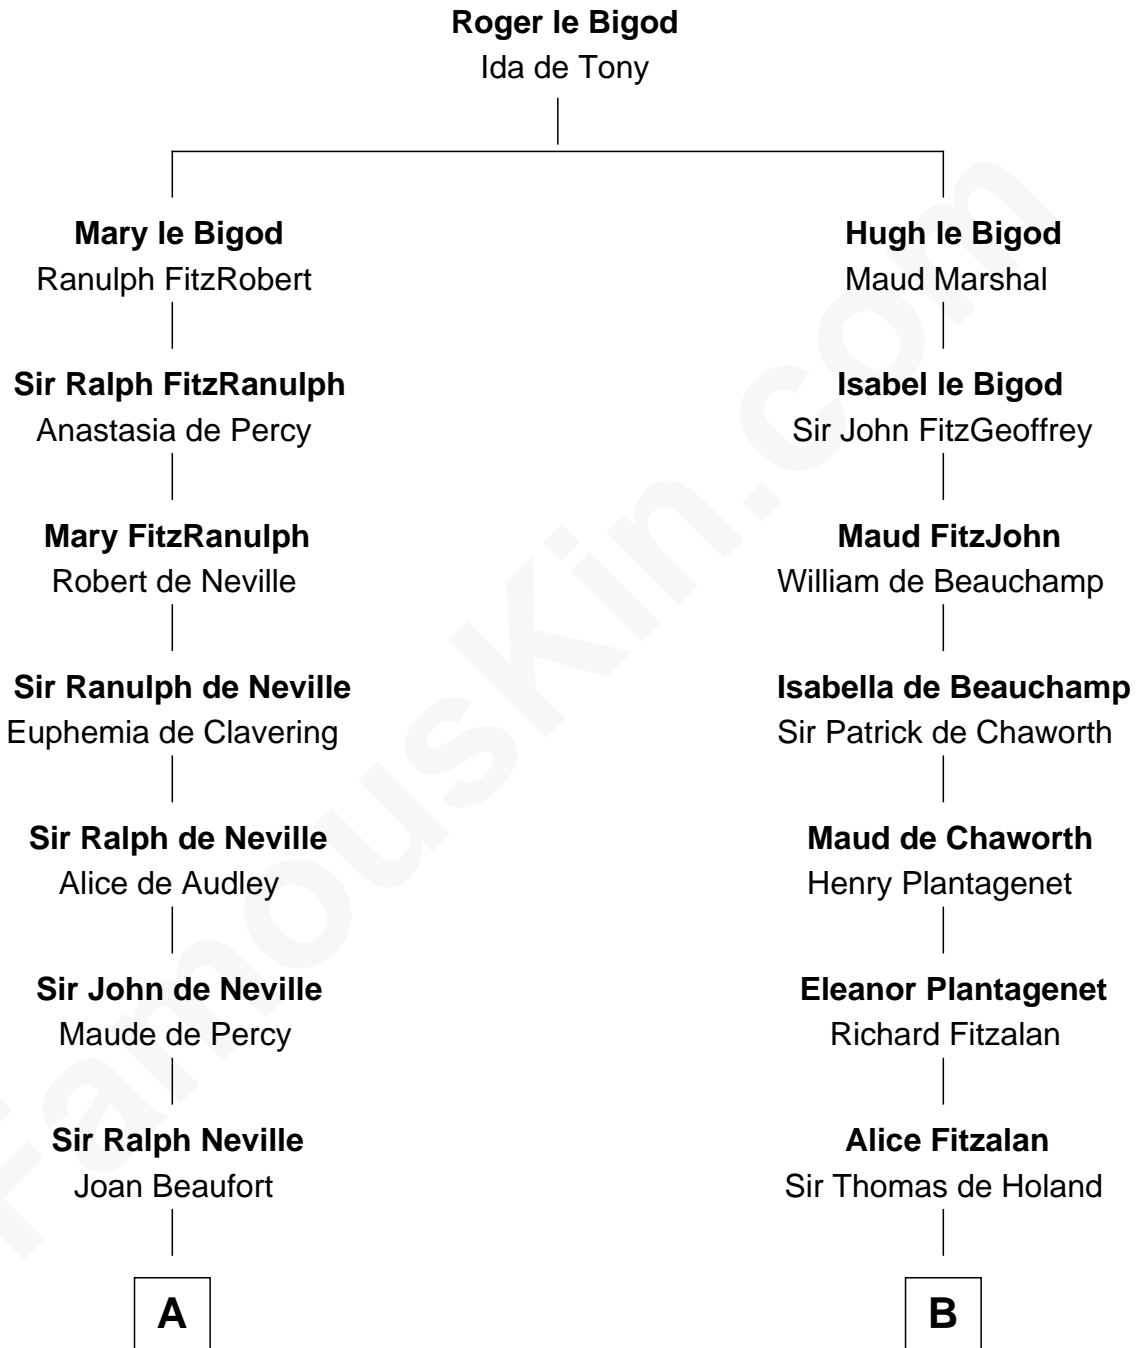 Roger le Bigod
Ida de Tony
Mary le Bigod
Ranulph FitzRobert
Hugh le Bigod
Maud Marshal
Sir Ralph FitzRanulph
Anastasia de Percy
Isabel le Bigod
Sir John FitzGeoffrey
Mary FitzRanulph
Robert de Neville
Maud FitzJohn
William de Beauchamp
Sir Ranulph de Neville
Euphemia de Clavering
Isabella de Beauchamp
Sir Patrick de Chaworth
Sir Ralph de Neville
Alice de Audley
Maud de Chaworth
Henry Plantagenet
Sir John de Neville
Maude de Percy
Eleanor Plantagenet
Richard Fitzalan
Sir Ralph Neville
Joan Beaufort
Alice Fitzalan
Sir Thomas de Holand
A
B
FamousKin.com